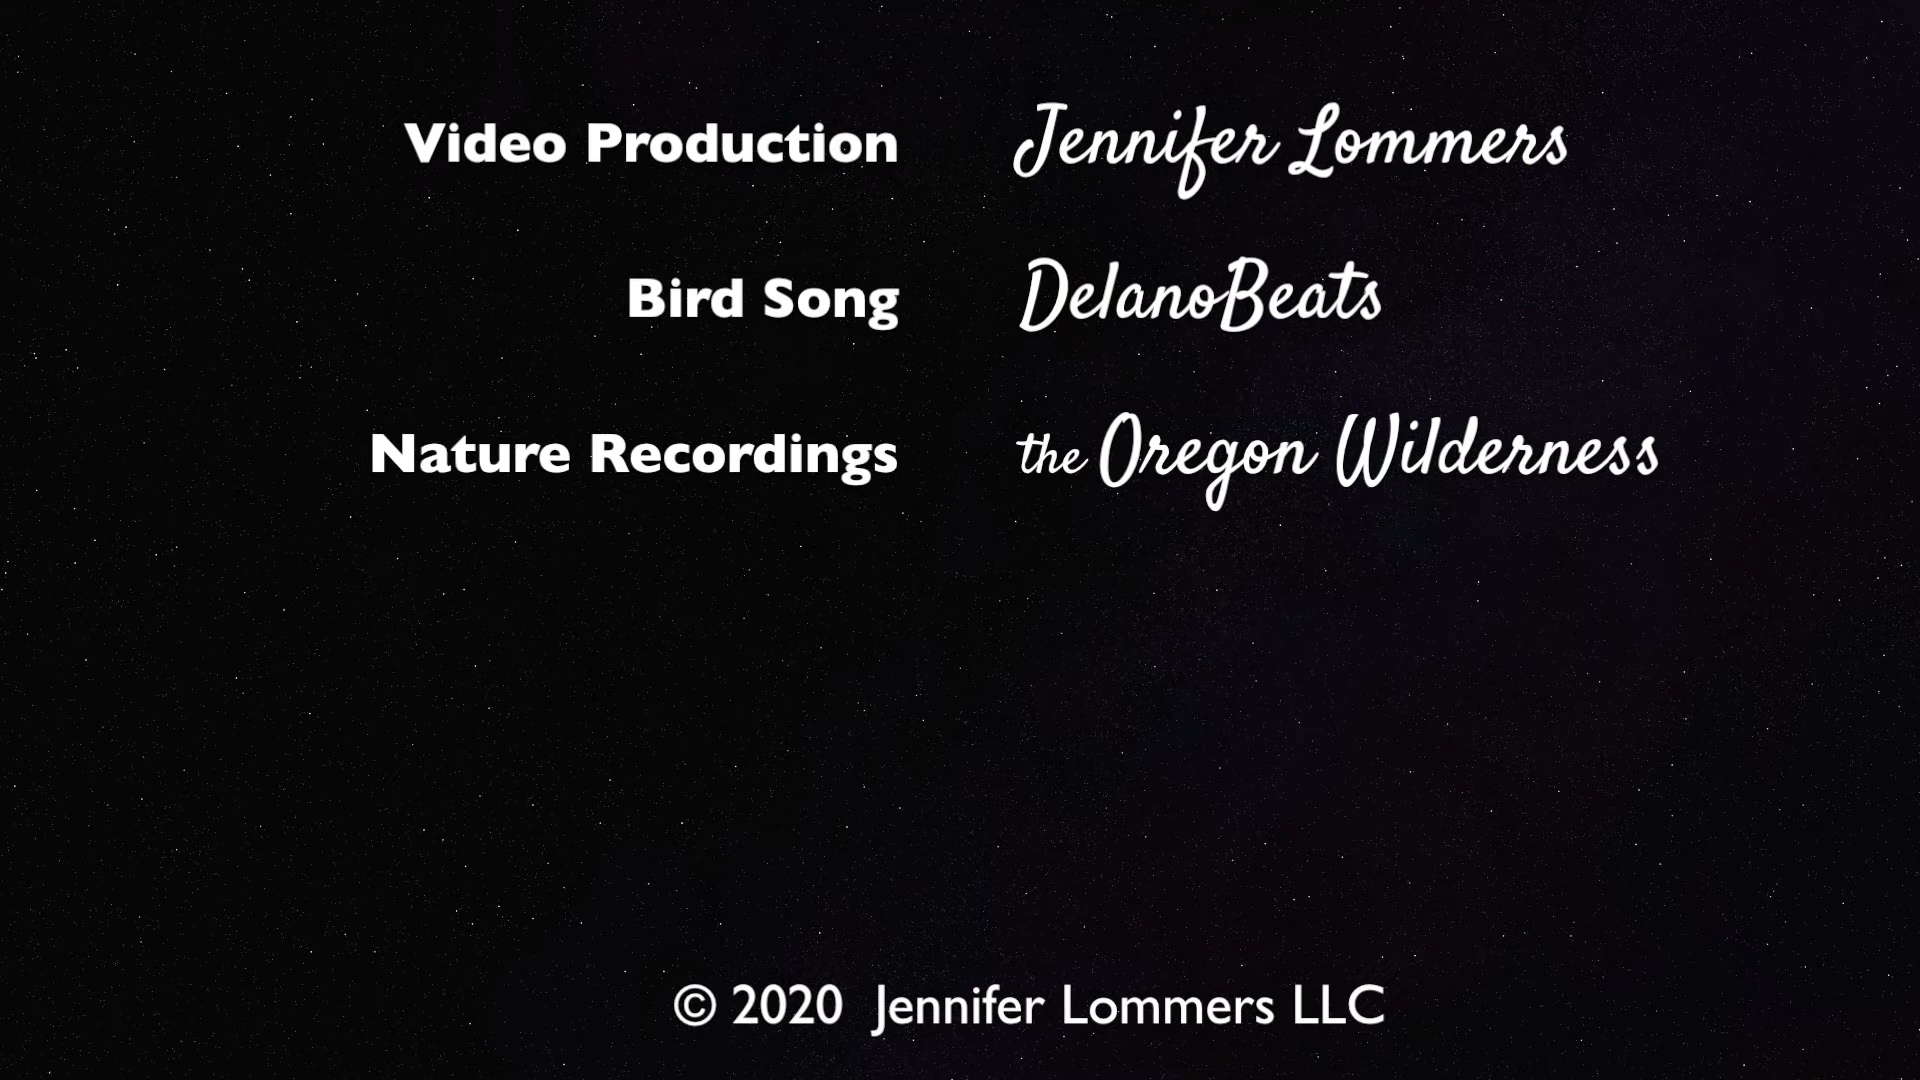 Video Production Jennifer Lommers
Bird Song DelanoBeats
Nature Recordings the Oregon Wilderness
© 2020 Jennifer Lommers LLC